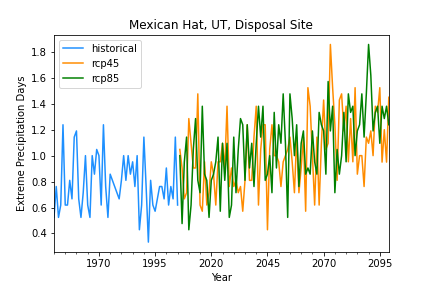 Mexican Hat, UT, Disposal Site
historical
rcp45
rcp85
Extreme Precipitation Days
1.8
1.6
1.4
1.2
1.0
0.8
0.6
0.4
1970
1995
2020
2045
2070
2095
Year